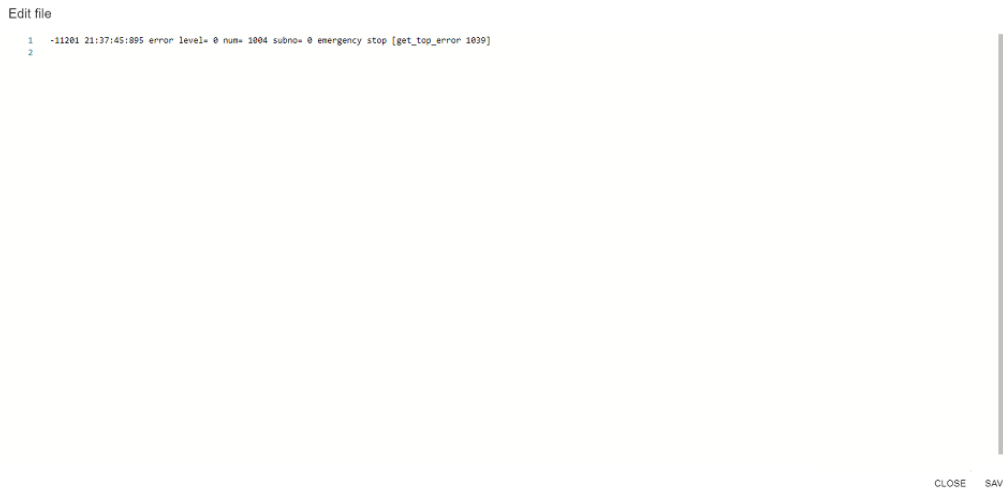 Edit file
1 -11201 21:37:45:895 error level= 0 num= 1004 subno= 0 emergency stop [get_top_error 1039]
2
CLOSE SAV